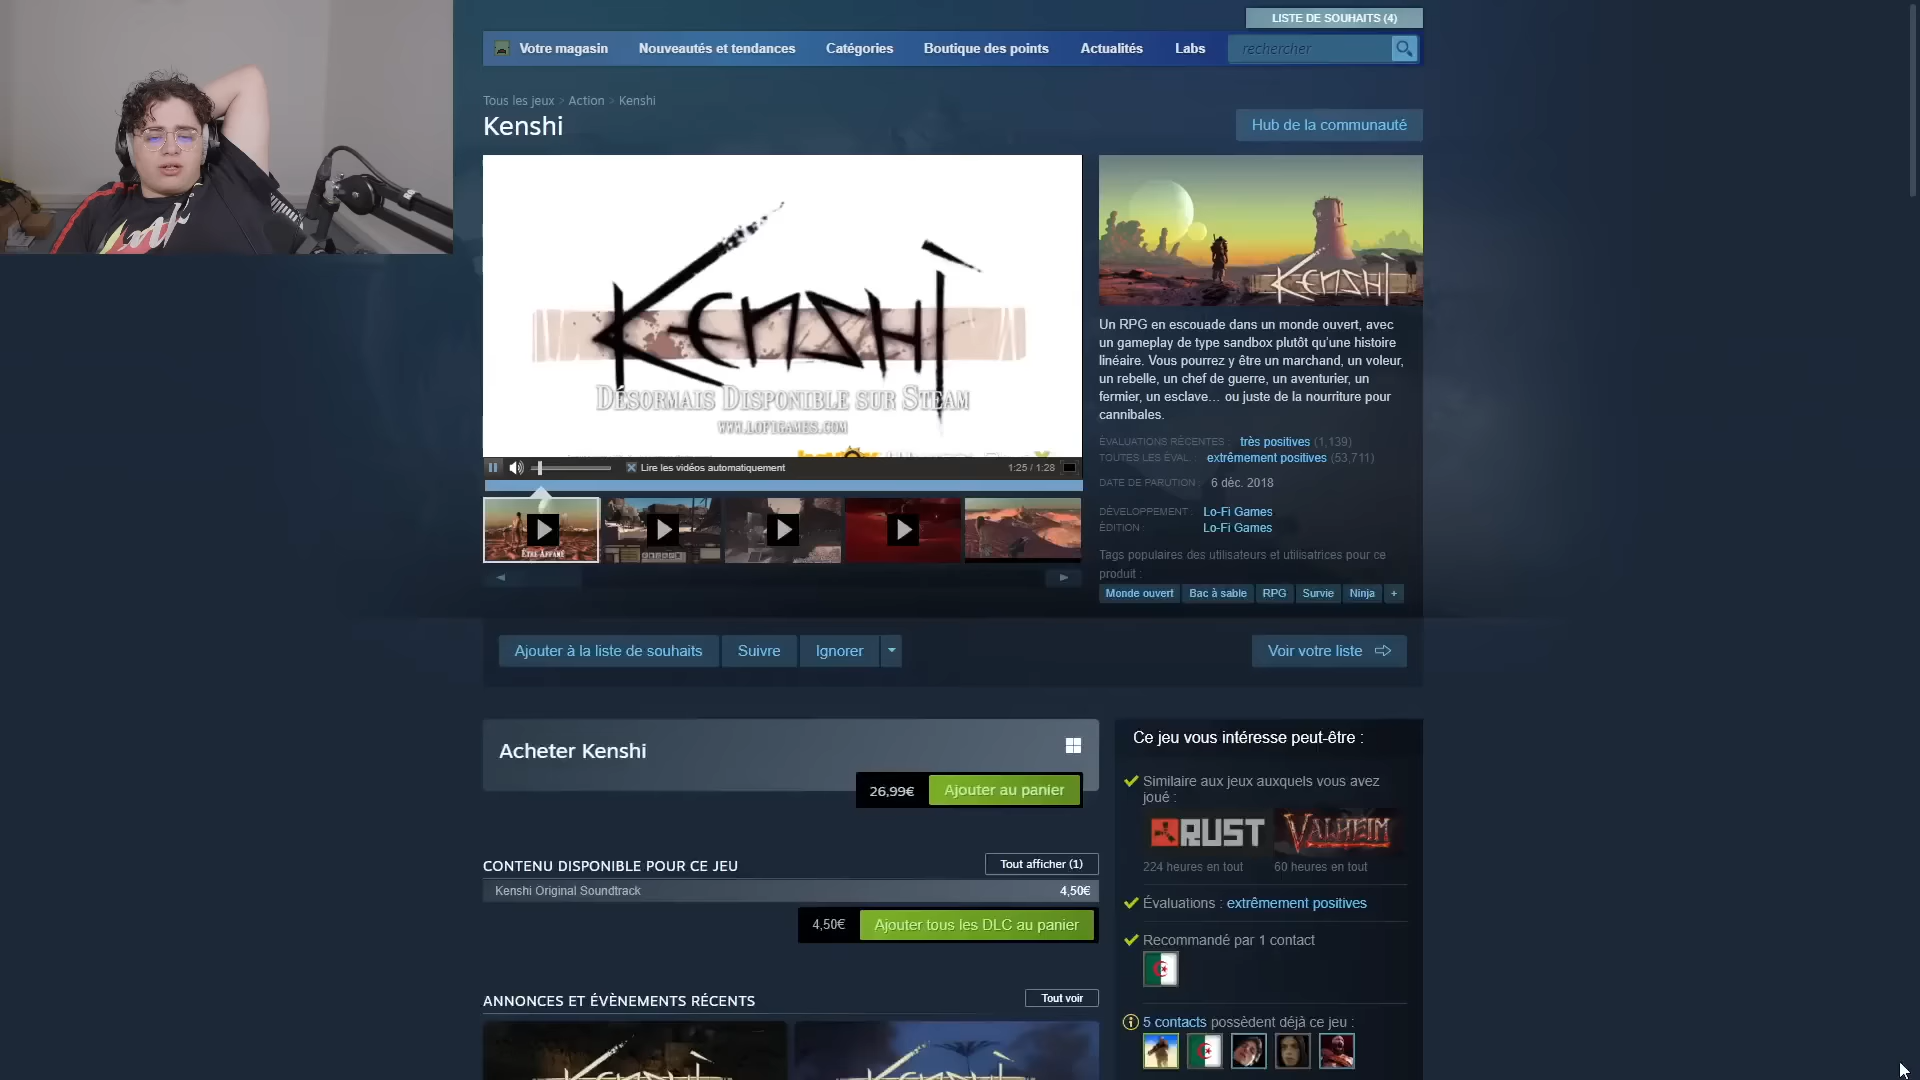 LISTE DE SOUHAITS (4)
Votre magasin
Nouveautés et tendances
Catégories
Boutique des points
Actualités
Labs
rechercher
Tous les jeux > Action > Kenshi
Kenshi
Hub de la communauté
KENSHI
DÉSORMAIS DISPONIBLE SUR STEAM
WWW.LOFIGAMES.COM
Lire les vidéos automatiquement
1:25 / 1:28
ÊTRE AFFAMÉ
KENSHI
Un RPG en escouade dans un monde ouvert, avec
un gameplay de type sandbox plutôt qu'une histoire
linéaire. Vous pourrez y être un marchand, un voleur,
un rebelle, un chef de guerre, un aventurier, un
fermier, un esclave… ou juste de la nourriture pour
cannibales.
ÉVALUATIONS RÉCENTES : très positives (1,139)
TOUTES LES ÉVAL. : extrêmement positives (53,711)
DATE DE PARUTION : 6 déc. 2018
DÉVELOPPEMENT : Lo-Fi Games
ÉDITION : Lo-Fi Games
Tags populaires des utilisateurs et utilisatrices pour ce
produit :
Monde ouvert
Bac à sable
RPG
Survie
Ninja
+
Ajouter à la liste de souhaits
Suivre
Ignorer
Voir votre liste
Acheter Kenshi
26,99€
Ajouter au panier
CONTENU DISPONIBLE POUR CE JEU
Tout afficher (1)
Kenshi Original Soundtrack
4,50€
4,50€
Ajouter tous les DLC au panier
ANNONCES ET ÉVÈNEMENTS RÉCENTS
Tout voir
Ce jeu vous intéresse peut-être :
Similaire aux jeux auxquels vous avez
joué :
RUST
VALHEIM
224 heures en tout
60 heures en tout
Évaluations : extrêmement positives
Recommandé par 1 contact
5 contacts possèdent déjà ce jeu :